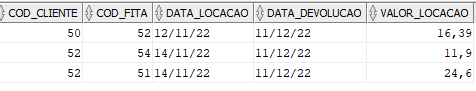 COD_CLIENTE COD_FITA DATA_LOCACAO DATA_DEVOLUCAO VALOR_LOCACAO
50 52 12/11/22 11/12/22 16,39
52 54 14/11/22 11/12/22 11,9
52 51 14/11/22 11/12/22 24,6